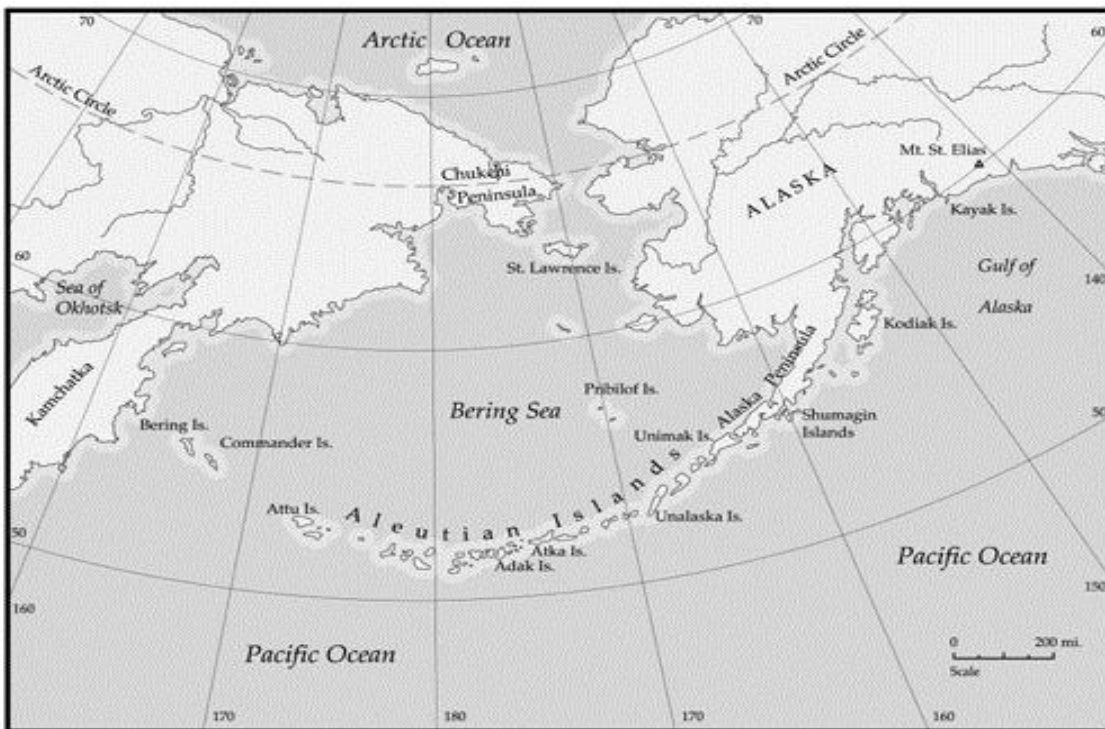 70
Arctic Ocean
70
60
Arctic Circle
Arctic Circle
Mt. St. Elias
Chukchi
Peninsula
ALASKA
Kayak Is.
60
St. Lawrence Is.
Gulf of
Alaska
140
Sea of
Okhotsk
Kodiak Is.
Kamchatka
Pribilof Is.
Alaska Peninsula
Bering Sea
50
Bering Is.
Commander Is.
Unimak Is.
Shumagin
Islands
Attu Is.
Aleutian Islands
Unalaska Is.
50
Atka Is.
Adak Is.
Pacific Ocean
150
160
Pacific Ocean
0 200 mi.
Scale
170
180
170
160